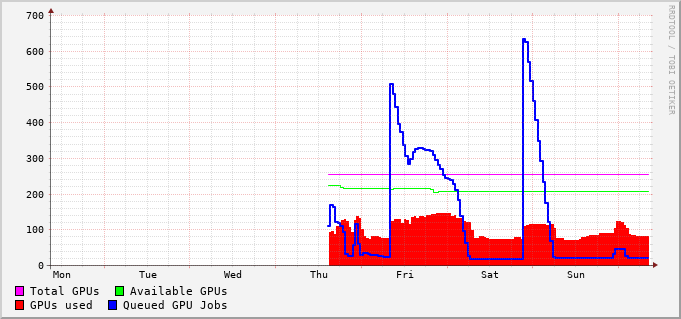 700
600
500
400
300
200
100
0
Mon Tue Wed Thu Fri Sat Sun
Total GPUs Available GPUs
GPUs used Queued GPU Jobs
RRDTOOL / TOBI OETIKER